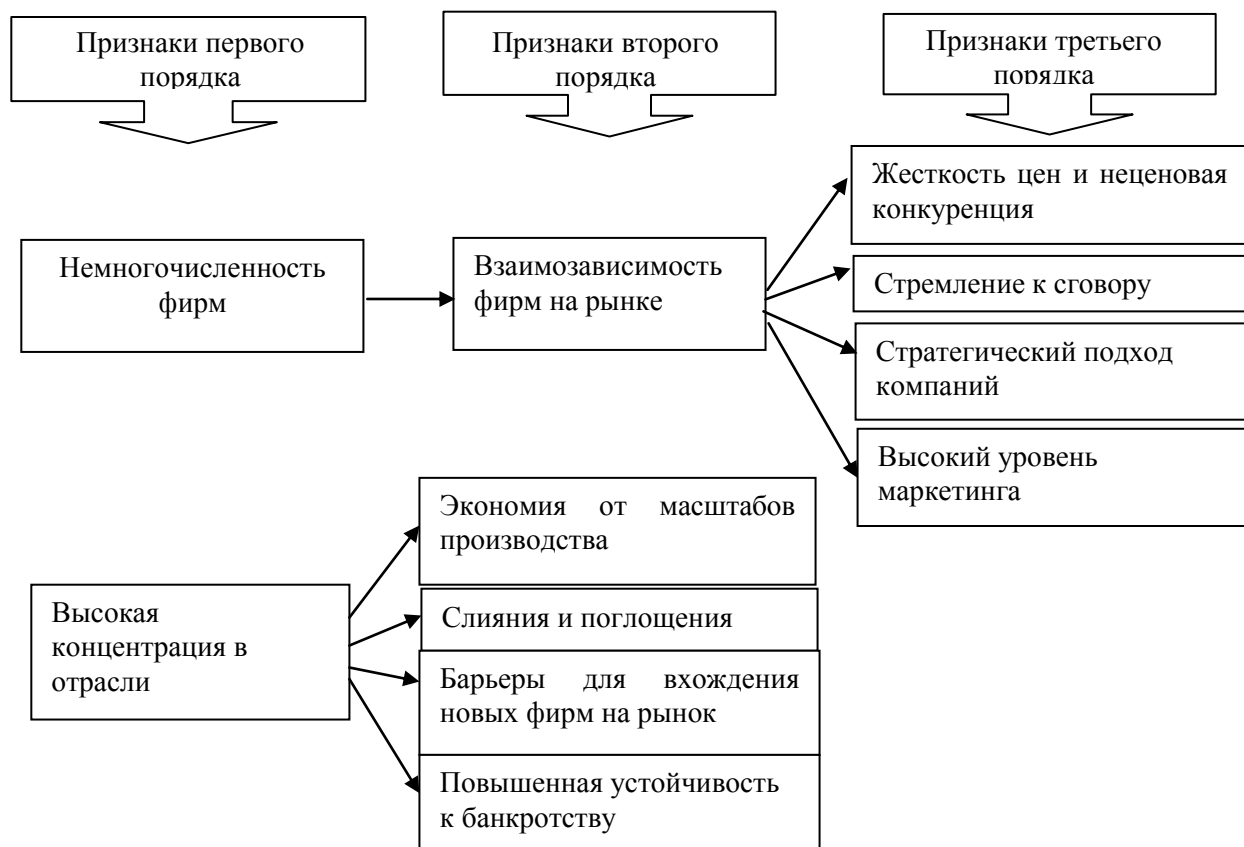 Признаки первого
порядка
Признаки второго
порядка
Признаки третьего
порядка
Немногочисленность
фирм
Взаимозависимость
фирм на рынке
Жесткость цен и неценовая
конкуренция
Стремление к сговору
Стратегический подход
компаний
Высокий уровень
маркетинга
Высокая
концентрация в
отрасли
Экономия от масштабов
производства
Слияния и поглощения
Барьеры для вхождения
новых фирм на рынок
Повышенная устойчивость
к банкротству